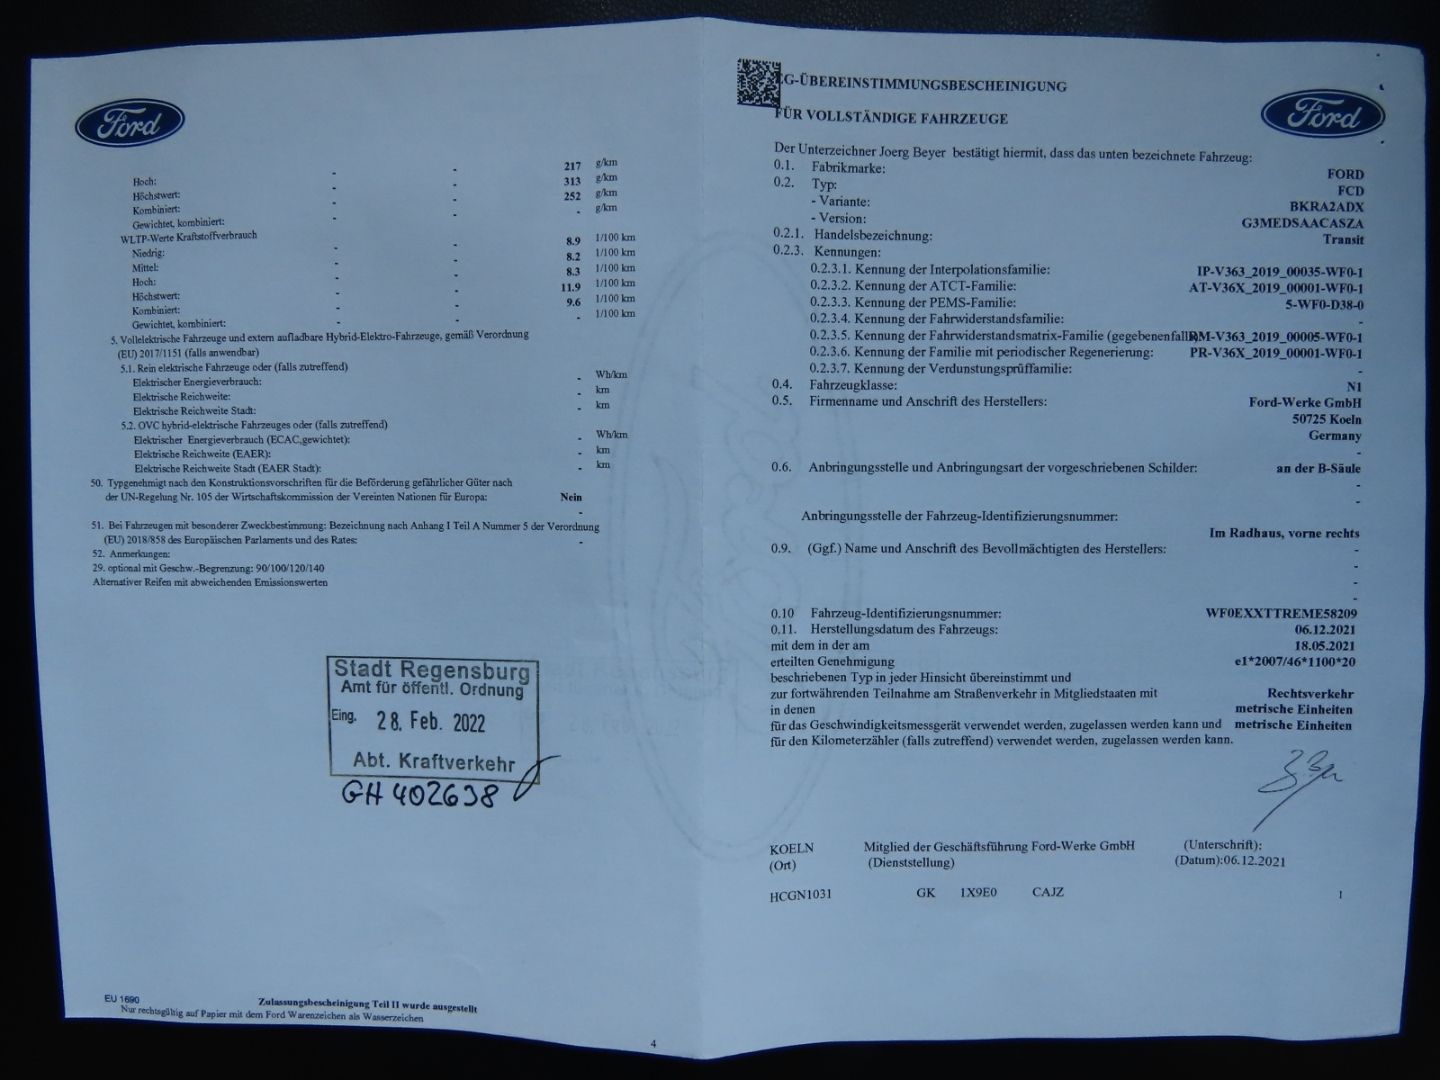 Ford
217 g/km
Hoch: - - 313 g/km
Höchstwert: - - 252 g/km
Kombiniert: - - - g/km
Gewichtet, kombiniert: - -
WLTP-Werte Kraftstoffverbrauch
Niedrig: - - 8.9 l/100 km
Mittel: - - 8.2 l/100 km
Hoch: - - 8.3 l/100 km
Höchstwert: - - 11.9 l/100 km
Kombiniert: - - 9.6 l/100 km
Gewichtet, kombiniert: - - - l/100 km
5. Vollelektrische Fahrzeuge und extern aufladbare Hybrid-Elektro-Fahrzeuge, gemäß Verordnung
(EU) 2017/1151 (falls anwendbar)
5.1. Rein elektrische Fahrzeuge oder (falls zutreffend)
Elektrischer Energieverbrauch: - Wh/km
Elektrische Reichweite: - km
Elektrische Reichweite Stadt: - km
5.2. OVC hybrid-elektrische Fahrzeuges oder (falls zutreffend)
Elektrischer Energieverbrauch (ECAC,gewichtet): - Wh/km
Elektrische Reichweite (EAER): - km
Elektrische Reichweite Stadt (EAER Stadt): - km
50. Typgenehmigt nach den Konstruktionsvorschriften für die Beförderung gefährlicher Güter nach
der UN-Regelung Nr. 105 der Wirtschaftskommission der Vereinten Nationen für Europa: Nein
-
51. Bei Fahrzeugen mit besonderer Zweckbestimmung: Bezeichnung nach Anhang I Teil A Nummer 5 der Verordnung
(EU) 2018/858 des Europäischen Parlaments und des Rates: -
52. Anmerkungen:
29. optional mit Geschw.-Begrenzung: 90/100/120/140
Alternativer Reifen mit abweichenden Emissionswerten
Stadt Regensburg
Amt für öffentl. Ordnung
Eing. 28. Feb. 2022
Abt. Kraftverkehr
GH 402638
EU 1690
Zulassungsbescheinigung Teil II wurde ausgestellt
Nur rechtsgültig auf Papier mit dem Ford Warenzeichen als Wasserzeichen
4
EG-ÜBEREINSTIMMUNGSBESCHEINIGUNG
FÜR VOLLSTÄNDIGE FAHRZEUGE
Ford
Der Unterzeichner Joerg Beyer bestätigt hiermit, dass das unten bezeichnete Fahrzeug:
0.1. Fabrikmarke: FORD
0.2. Typ: FCD
- Variante: BKRA2ADX
- Version: G3MEDSAACASZA
0.2.1. Handelsbezeichnung: Transit
0.2.3. Kennungen:
0.2.3.1. Kennung der Interpolationsfamilie: IP-V363_2019_00035-WF0-1
0.2.3.2. Kennung der ATCT-Familie: AT-V36X_2019_00001-WF0-1
0.2.3.3. Kennung der PEMS-Familie: 5-WF0-D38-0
0.2.3.4. Kennung der Fahrwiderstandsfamilie: -
0.2.3.5. Kennung der Fahrwiderstandsmatrix-Familie (gegebenenfalls): RM-V363_2019_00005-WF0-1
0.2.3.6. Kennung der Familie mit periodischer Regenerierung: PR-V36X_2019_00001-WF0-1
0.2.3.7. Kennung der Verdunstungsprüffamilie: -
0.4. Fahrzeugklasse: N1
0.5. Firmenname und Anschrift des Herstellers: Ford-Werke GmbH
50725 Koeln
Germany
-
0.6. Anbringungsstelle und Anbringungsart der vorgeschriebenen Schilder: an der B-Säule
-
-
Anbringungsstelle der Fahrzeug-Identifizierungsnummer:
Im Radhaus, vorne rechts
0.9. (Ggf.) Name und Anschrift des Bevollmächtigten des Herstellers: -
-
-
-
0.10 Fahrzeug-Identifizierungsnummer: WF0EXXTTREME58209
0.11. Herstellungsdatum des Fahrzeugs: 06.12.2021
mit dem in der am 18.05.2021
erteilten Genehmigung e1*2007/46*1100*20
beschriebenen Typ in jeder Hinsicht übereinstimmt und
zur fortwährenden Teilnahme am Straßenverkehr in Mitgliedstaaten mit Rechtsverkehr
in denen metrische Einheiten
für das Geschwindigkeitsmessgerät verwendet werden, zugelassen werden kann und metrische Einheiten
für den Kilometerzähler (falls zutreffend) verwendet werden, zugelassen werden kann.
KOELN Mitglied der Geschäftsführung Ford-Werke GmbH (Unterschrift):
(Ort) (Dienststellung) (Datum):06.12.2021
HCGN1031 GK 1X9E0 CAJZ 1